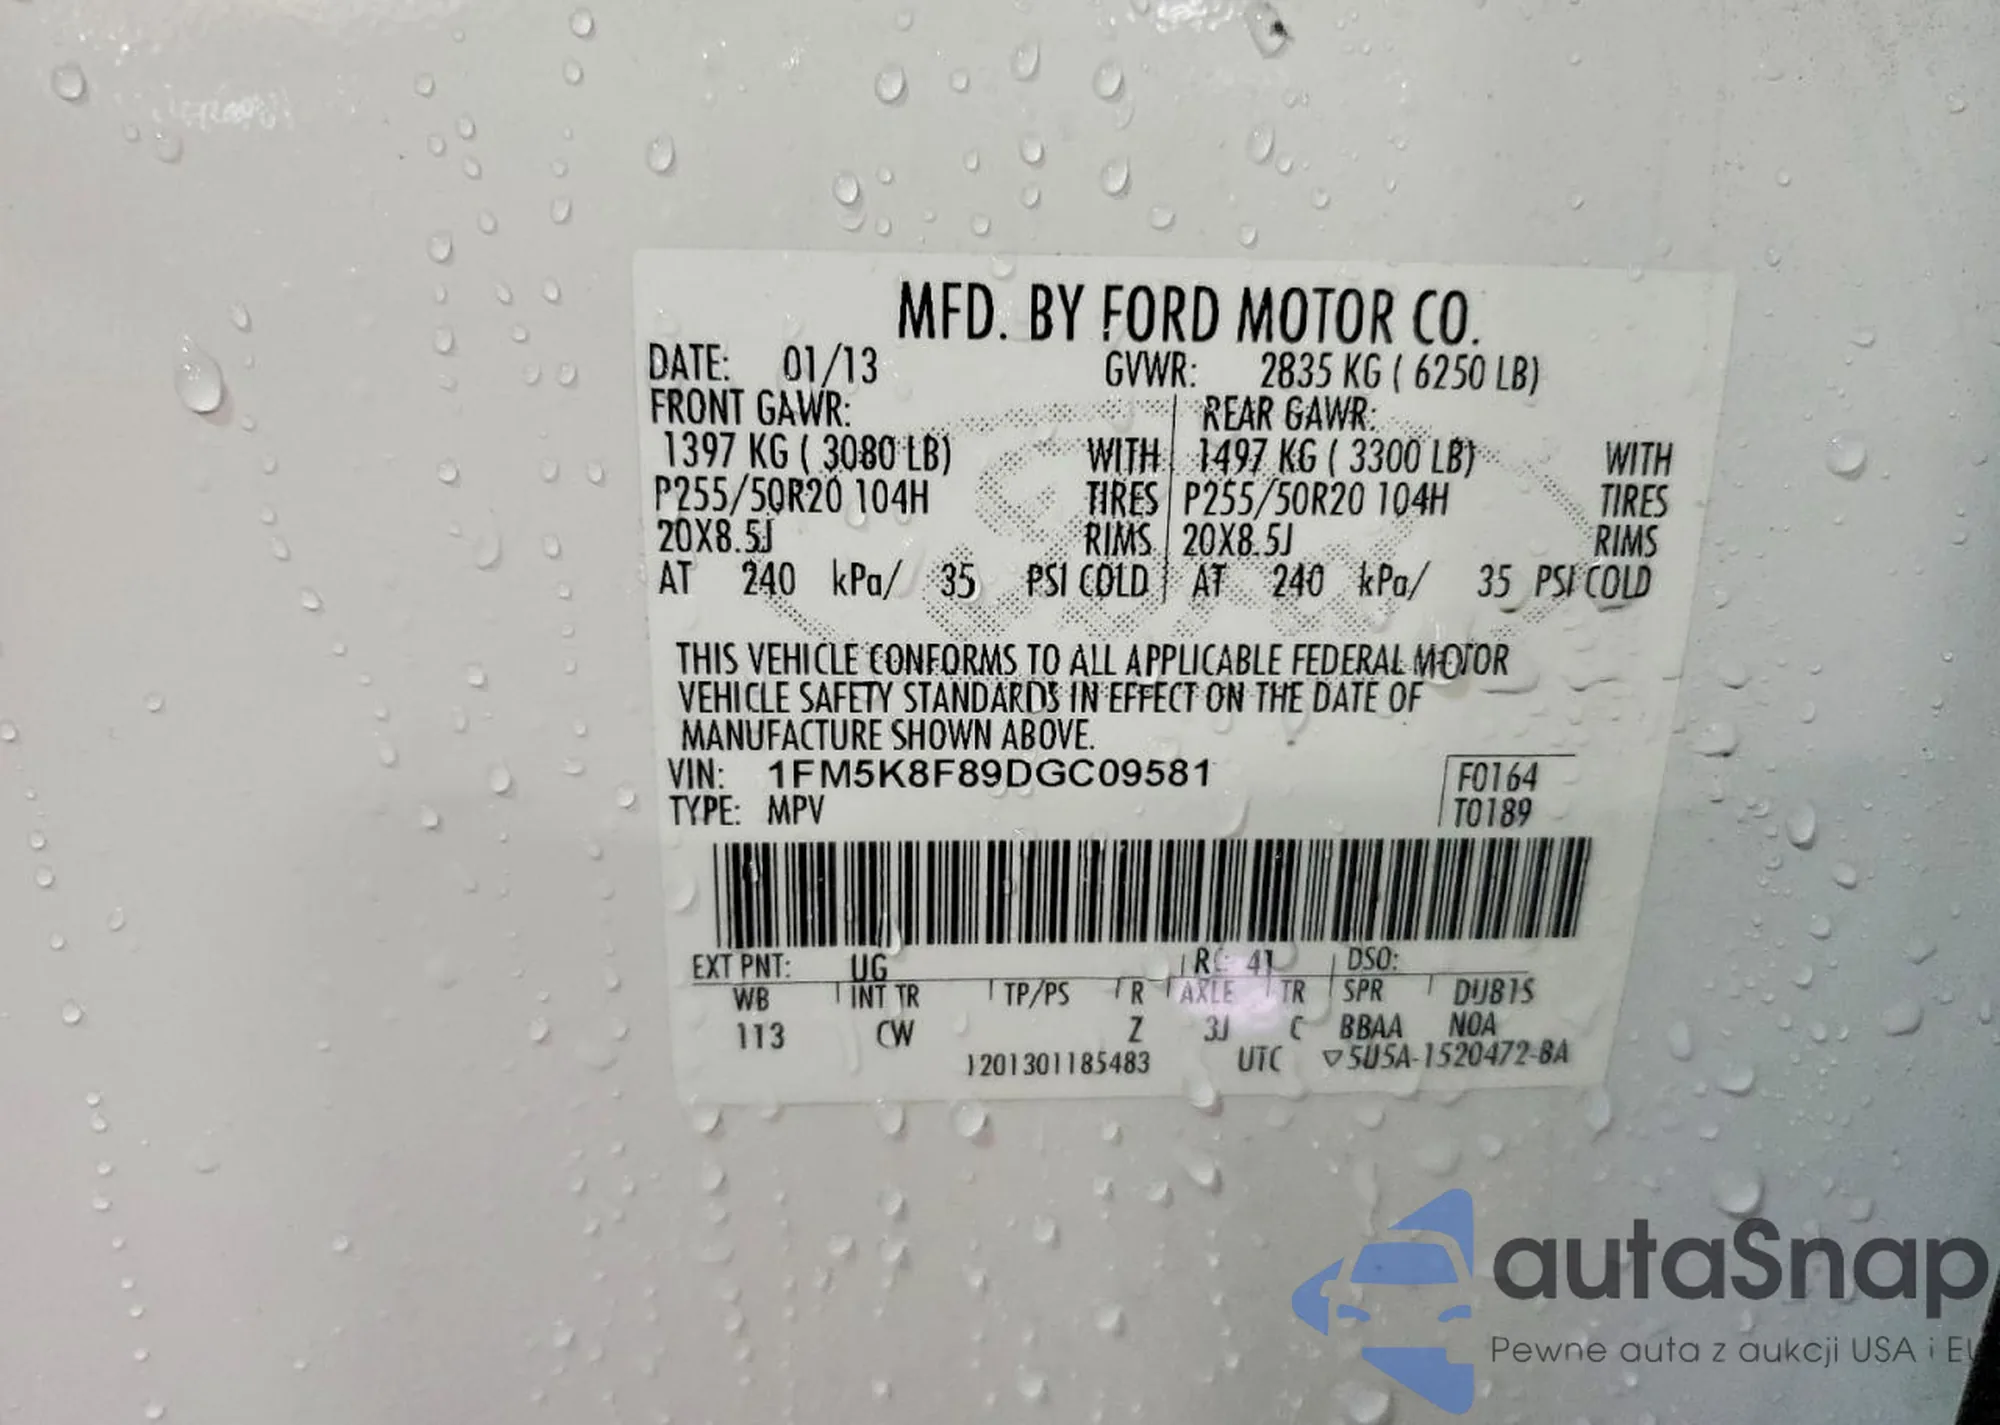 MFD. BY FORD MOTOR CO.
DATE: 01/13 GVWR: 2835 KG ( 6250 LB)
FRONT GAWR: REAR GAWR:
1397 KG ( 3080 LB) WITH 1497 KG ( 3300 LB) WITH
P255/50R20 104H TIRES P255/50R20 104H TIRES
20X8.5J RIMS 20X8.5J RIMS
AT 240 kPa/ 35 PSI COLD AT 240 kPa/ 35 PSI COLD
THIS VEHICLE CONFORMS TO ALL APPLICABLE FEDERAL MOTOR
VEHICLE SAFETY STANDARDS IN EFFECT ON THE DATE OF
MANUFACTURE SHOWN ABOVE.
VIN: 1FM5K8F89DGC09581 F0164
TYPE: MPV T0189
EXT PNT: UG RC: 41 DSO:
WB INT TR TP/PS R AXLE TR SPR DUB1S
113 CW Z 3J C BBAA N0A
1201301185483 UTC ▽5U5A-1520472-BA
autaSnap
Pewne auta z aukcji USA i EU